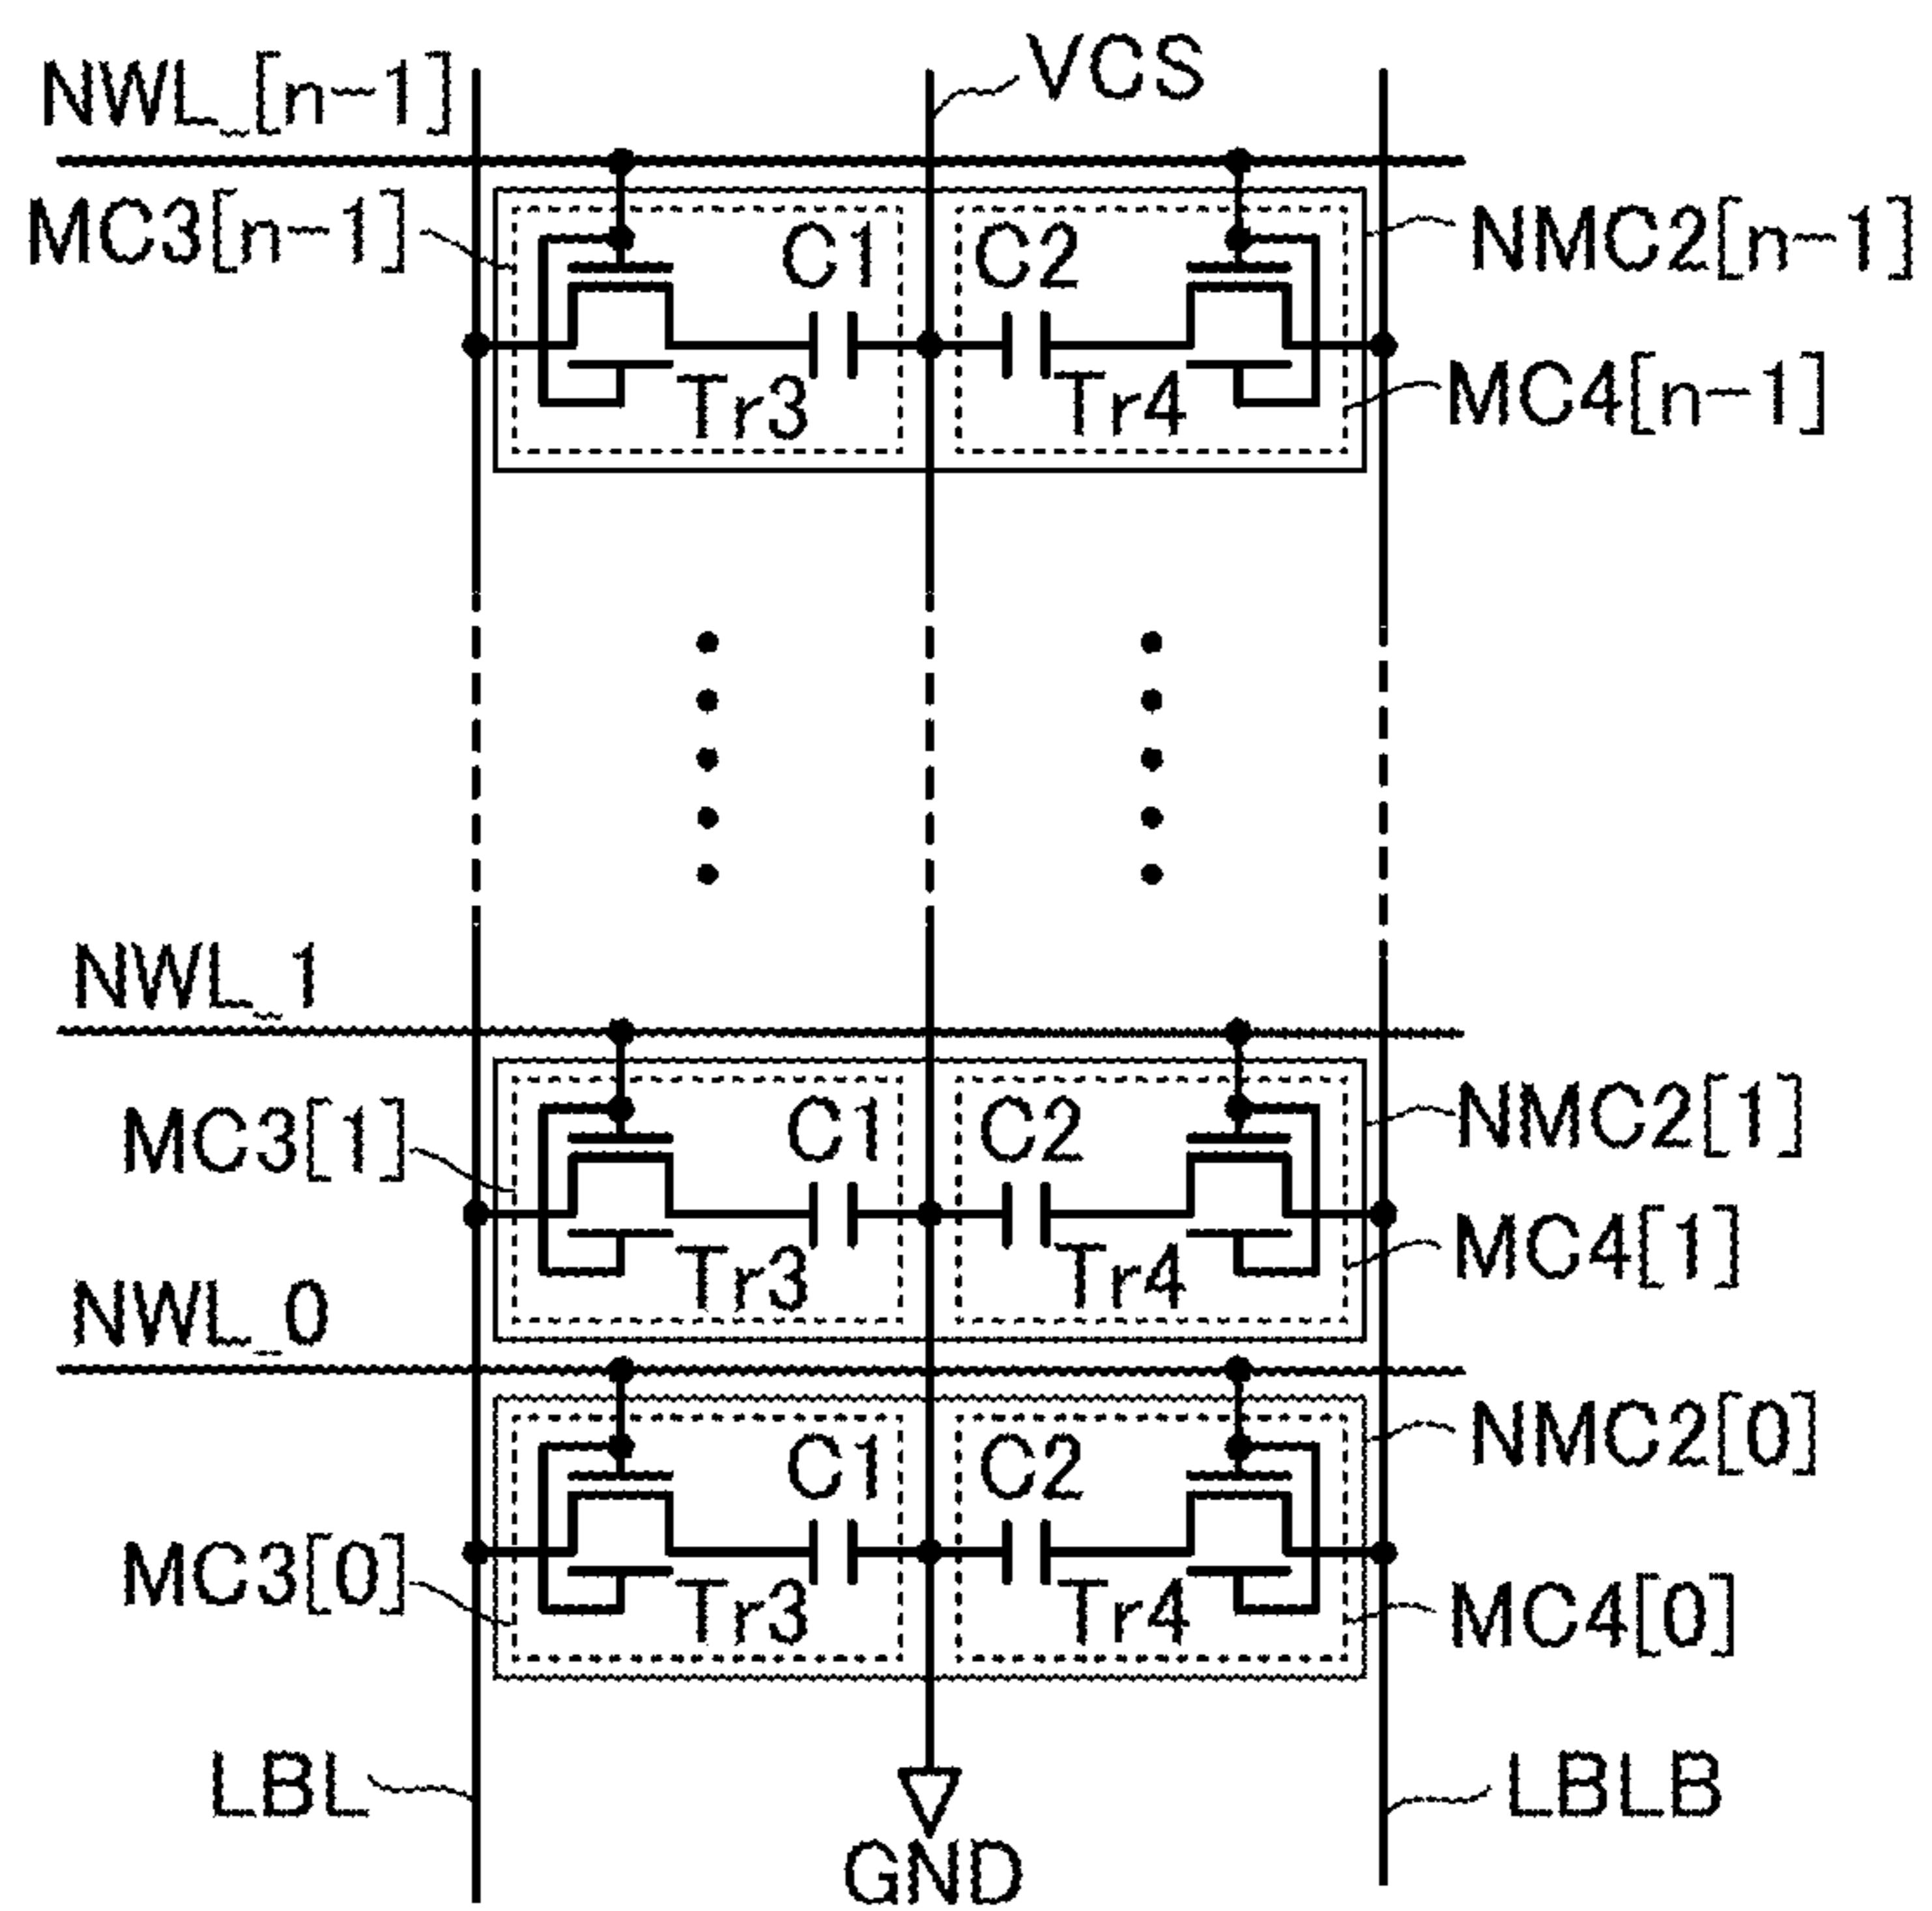 NWL_[n-1]
VCS
MC3[n-1]
C1
C2
NMC2[n-1]
Tr3
Tr4
MC4[n-1]
NWL_1
MC3[1]
C1
C2
NMC2[1]
Tr3
Tr4
MC4[1]
NWL_0
C1
C2
NMC2[0]
MC3[0]
Tr3
Tr4
MC4[0]
LBL
LBLB
GND